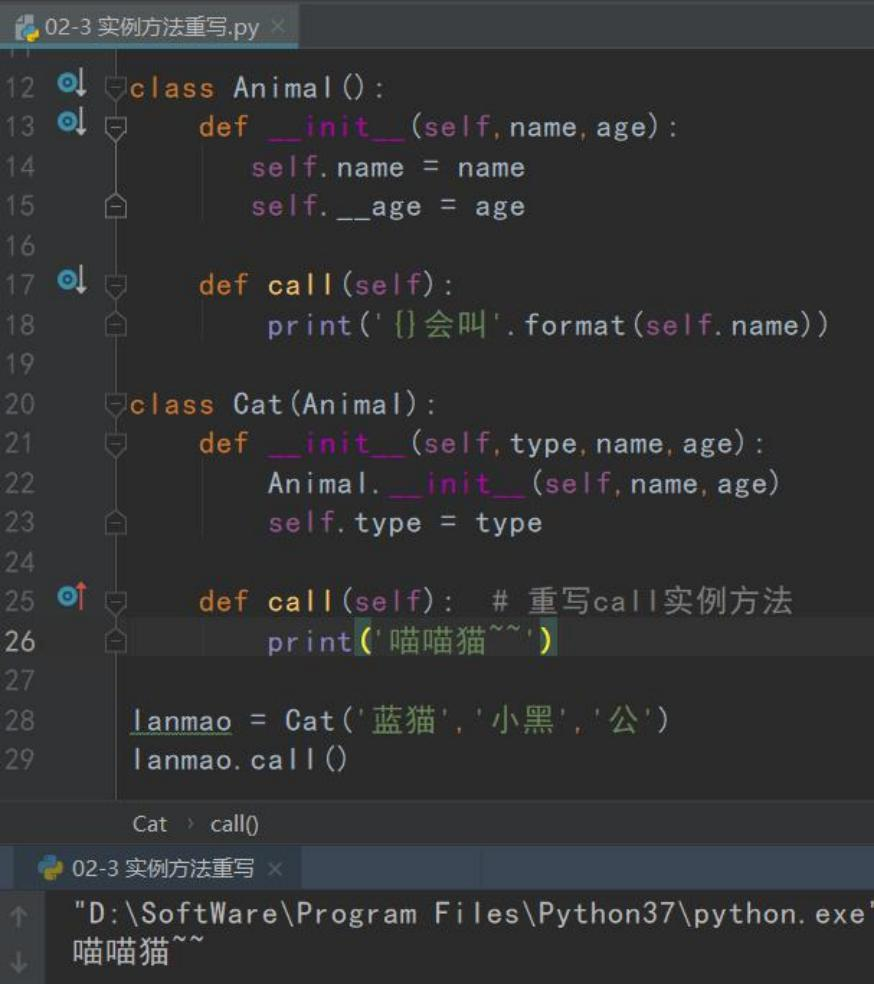 02-3 实例方法重写.py
12 class Animal():
13 def __init__(self,name,age):
14 self.name = name
15 self.__age = age
16
17 def call(self):
18 print('{}会叫'.format(self.name))
19
20 class Cat(Animal):
21 def __init__(self,type,name,age):
22 Animal.__init__(self,name,age)
23 self.type = type
24
25 def call(self): # 重写call实例方法
26 print('喵喵猫~~')
27
28 lanmao = Cat('蓝猫','小黑','公')
29 lanmao.call()
Cat › call()
02-3 实例方法重写
"D:\SoftWare\Program Files\Python37\python.exe"
喵喵猫~~